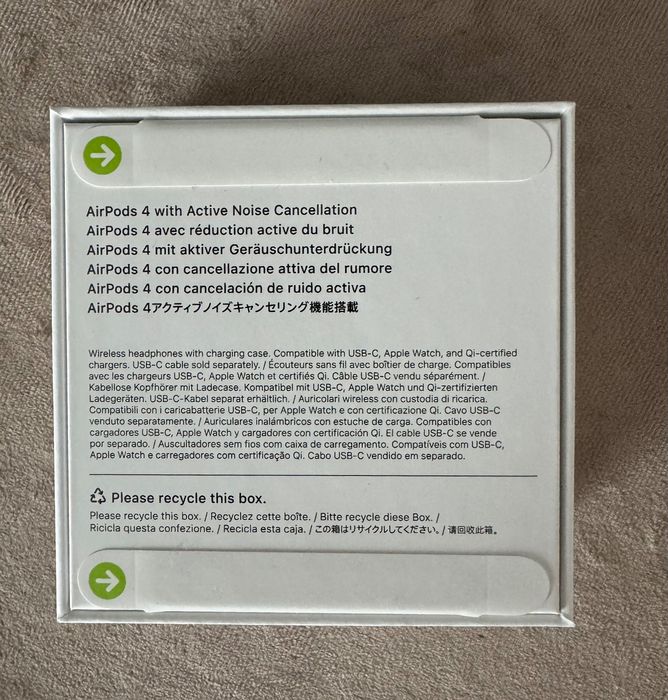 AirPods 4 with Active Noise Cancellation
AirPods 4 avec réduction active du bruit
AirPods 4 mit aktiver Geräuschunterdrückung
AirPods 4 con cancellazione attiva del rumore
AirPods 4 con cancelación de ruido activa
AirPods 4アクティブノイズキャンセリング機能搭載
Wireless headphones with charging case. Compatible with USB-C, Apple Watch, and Qi-certified
chargers. USB-C cable sold separately. / Écouteurs sans fil avec boîtier de charge. Compatibles
avec les chargeurs USB-C, Apple Watch et certifiés Qi. Câble USB-C vendu séparément. /
Kabellose Kopfhörer mit Ladecase. Kompatibel mit USB-C, Apple Watch und Qi-zertifizierten
Ladegeräten. USB-C-Kabel separat erhältlich. / Auricolari wireless con custodia di ricarica.
Compatibili con i caricabatterie USB-C, per Apple Watch e con certificazione Qi. Cavo USB-C
venduto separatamente. / Auriculares inalámbricos con estuche de carga. Compatibles con
cargadores USB-C, Apple Watch y cargadores con certificación Qi. El cable USB-C se vende
por separado. / Auscultadores sem fios com caixa de carregamento. Compatíveis com USB-C,
Apple Watch e carregadores com certificação Qi. Cabo USB-C vendido em separado.
Please recycle this box.
Please recycle this box. / Recyclez cette boîte. / Bitte recycle diese Box. /
Ricicla questa confezione. / Recicla esta caja. / この箱はリサイクルしてください。/ 请回收此箱。